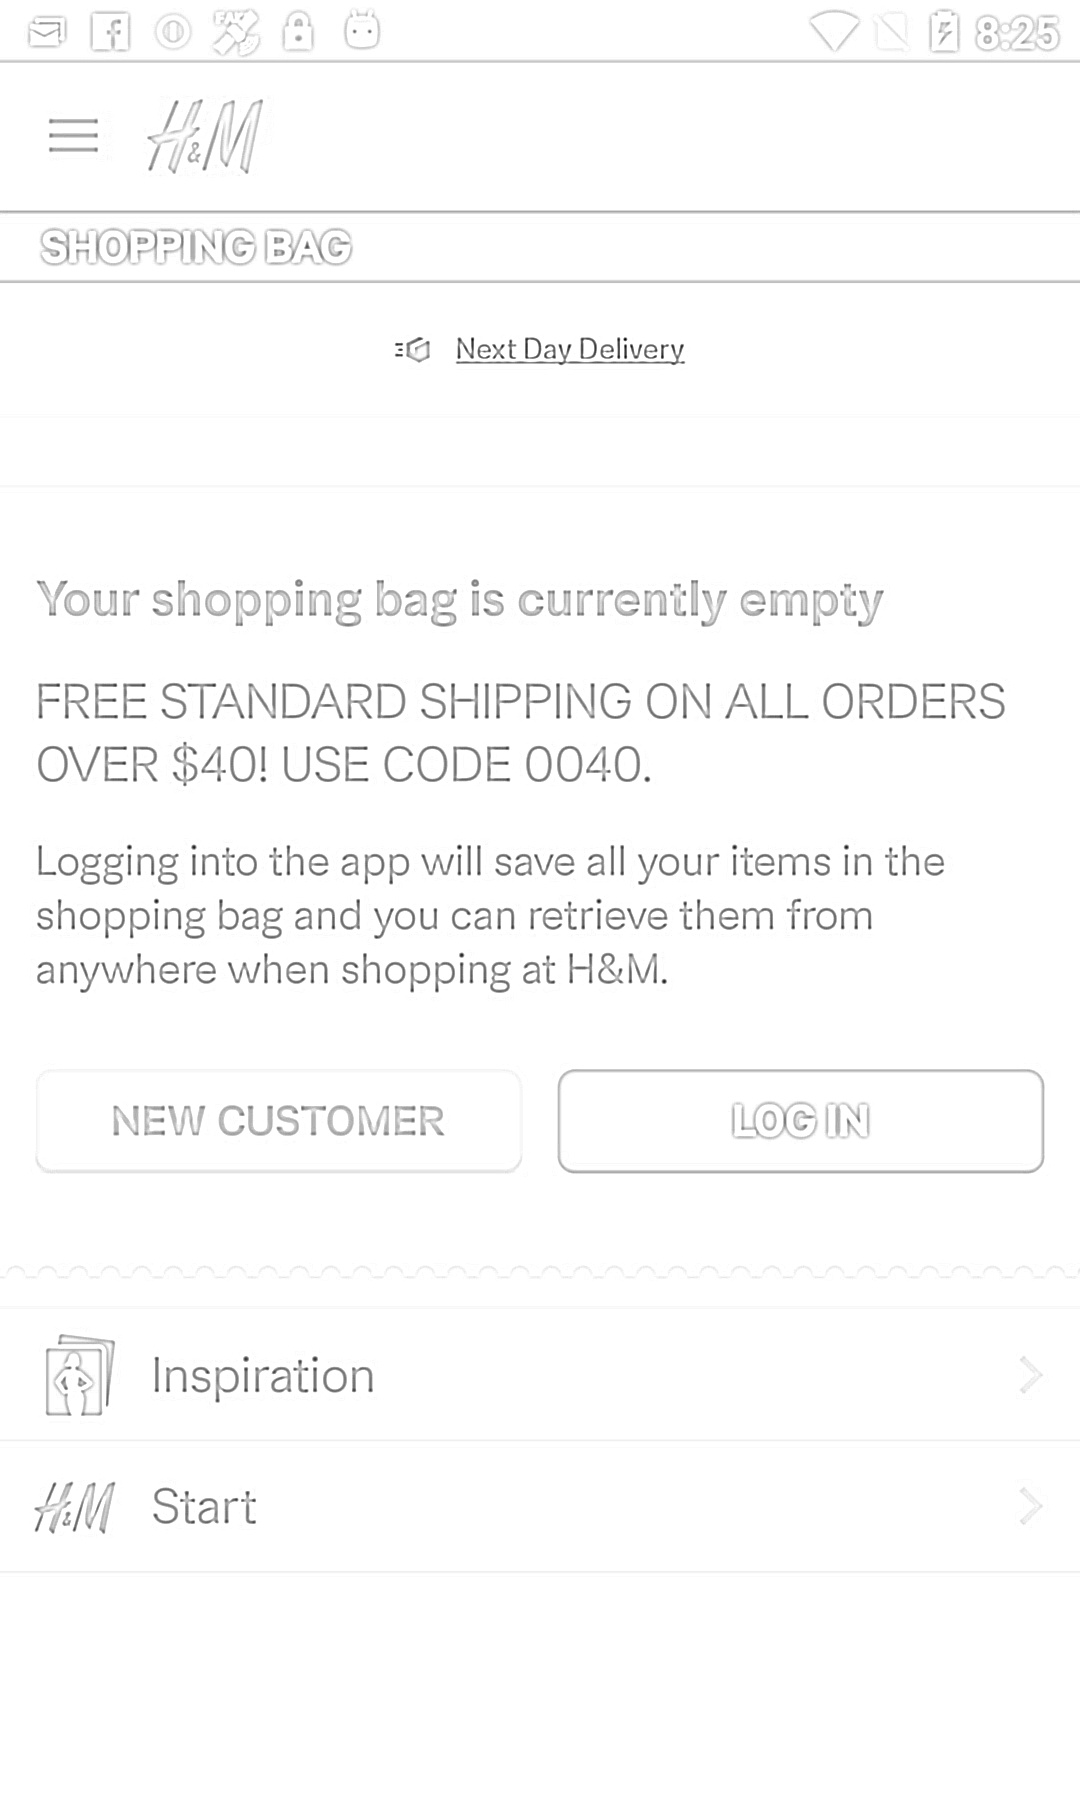 8:25
H&M
SHOPPING BAG
Next Day Delivery
Your shopping bag is currently empty
FREE STANDARD SHIPPING ON ALL ORDERS
OVER $40! USE CODE 0040.
Logging into the app will save all your items in the
shopping bag and you can retrieve them from
anywhere when shopping at H&M.
NEW CUSTOMER
LOG IN
Inspiration
H&M Start